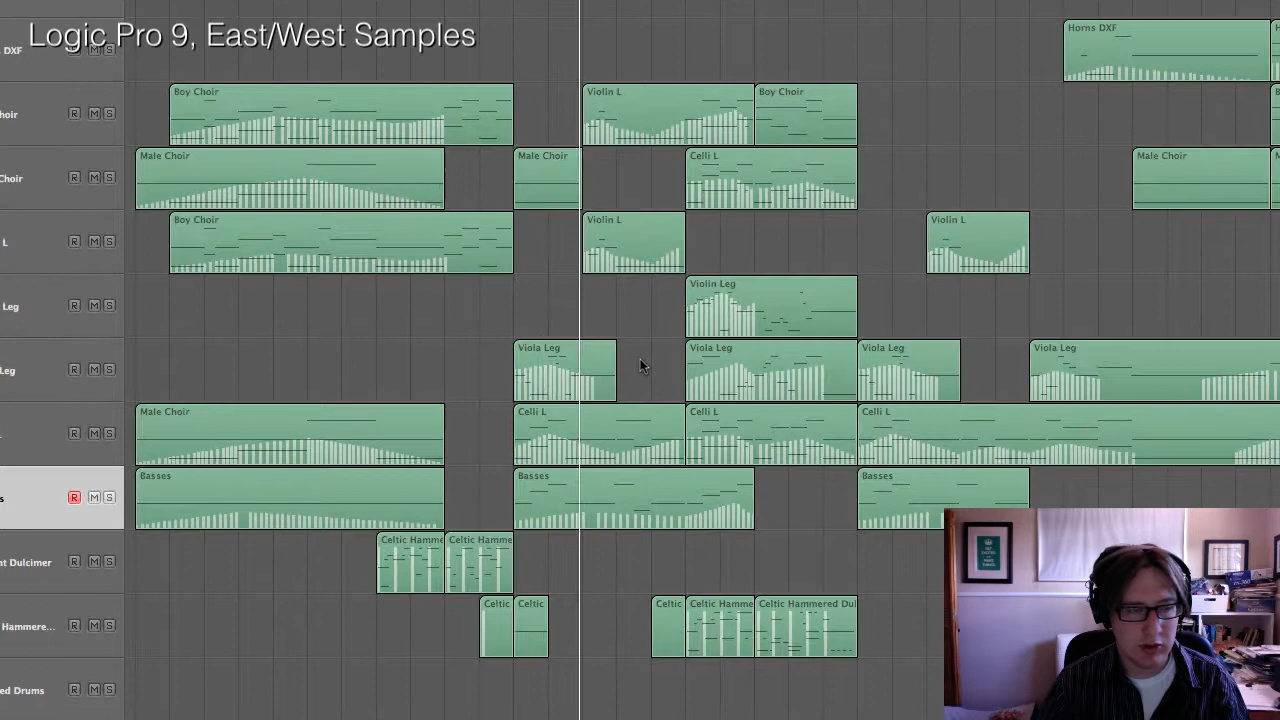 Logic Pro 9, East/West Samples
DXF M S
Horns DXF
hoir R M S
Boy Choir Violin L Boy Choir
Choir R M S
Male Choir Male Choir Celli L Male Choir
L R M S
Boy Choir Violin L Violin L
Leg R M S
Violin Leg
Leg R M S
Viola Leg Viola Leg Viola Leg Viola Leg
R M S
Male Choir Celli L Celli L Celli L
s R M S
Basses Basses Basses
nt Dulcimer R M S
Celtic Hamme Celtic Hamme
Hammere... R M S
Celtic Celtic Celtic Celtic Hamme Celtic Hammered Dul
ed Drums R M S